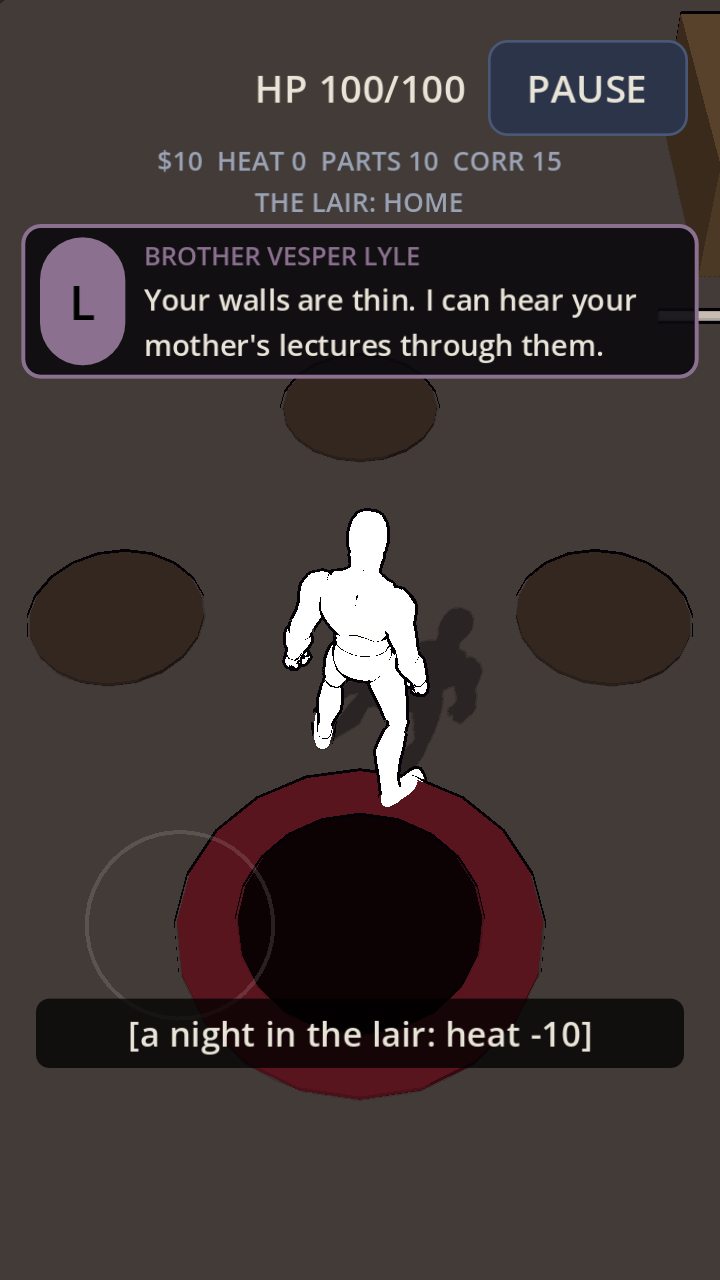 HP 100/100
PAUSE
$10 HEAT 0 PARTS 10 CORR 15
THE LAIR: HOME
L
BROTHER VESPER LYLE
Your walls are thin. I can hear your
mother's lectures through them.
[a night in the lair: heat -10]